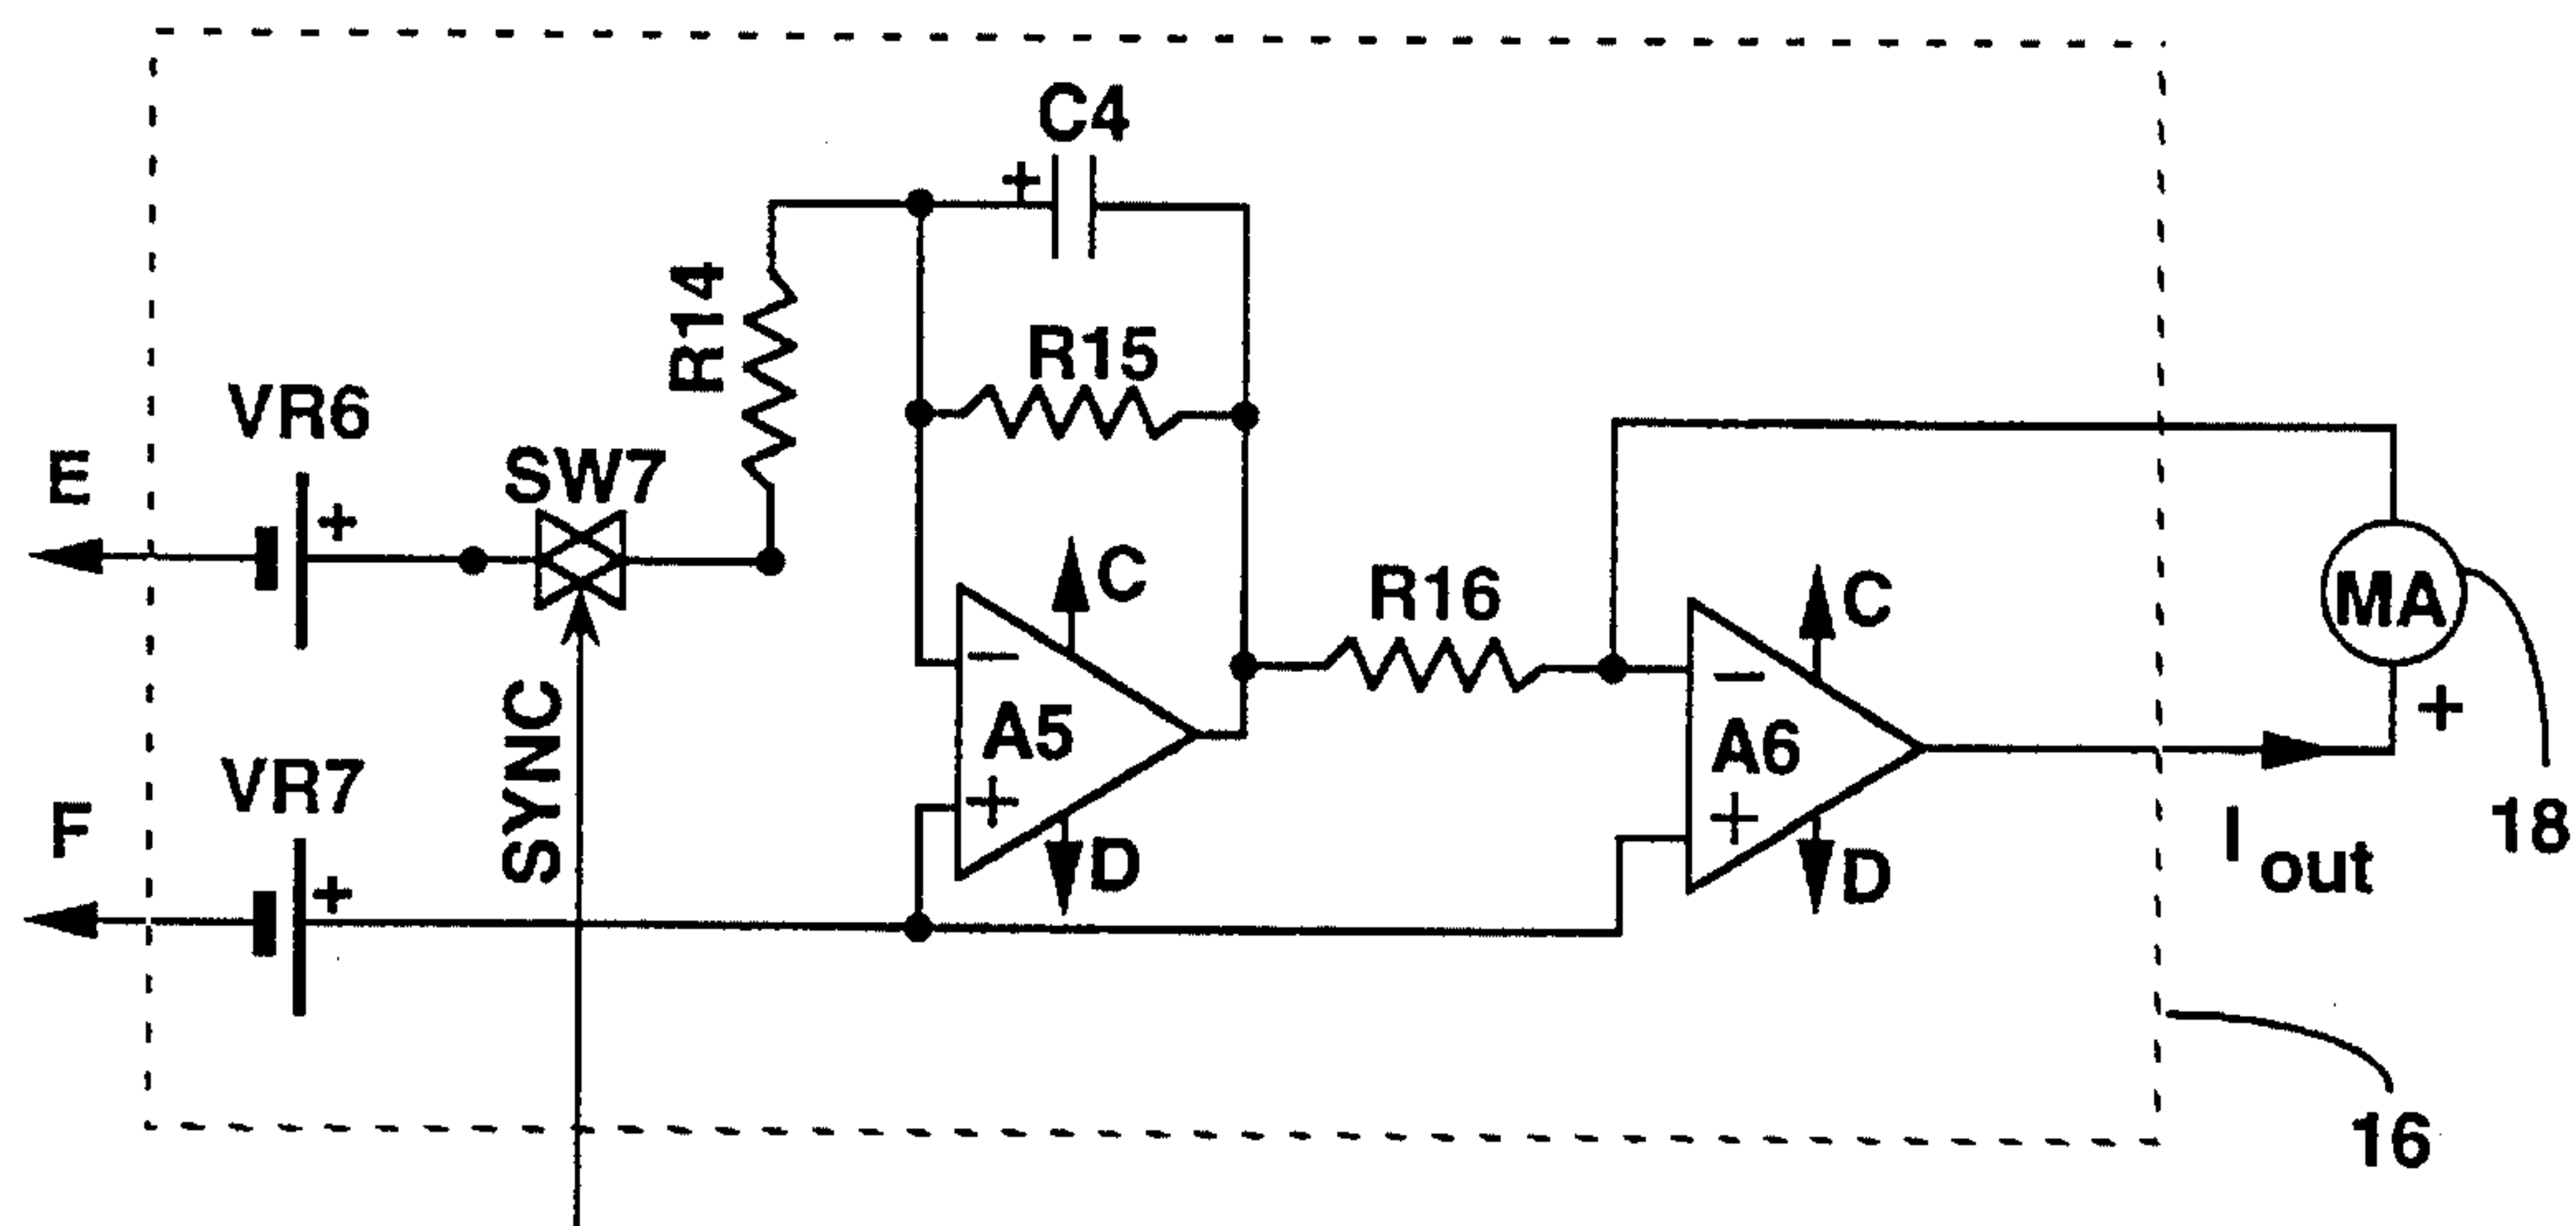 C4
+
R14
R15
VR6
E
+
SW7
C
R16
C
MA
−
−
SYNC
A5
A6
+
VR7
F
+
+
+
D
D
I out
18
16